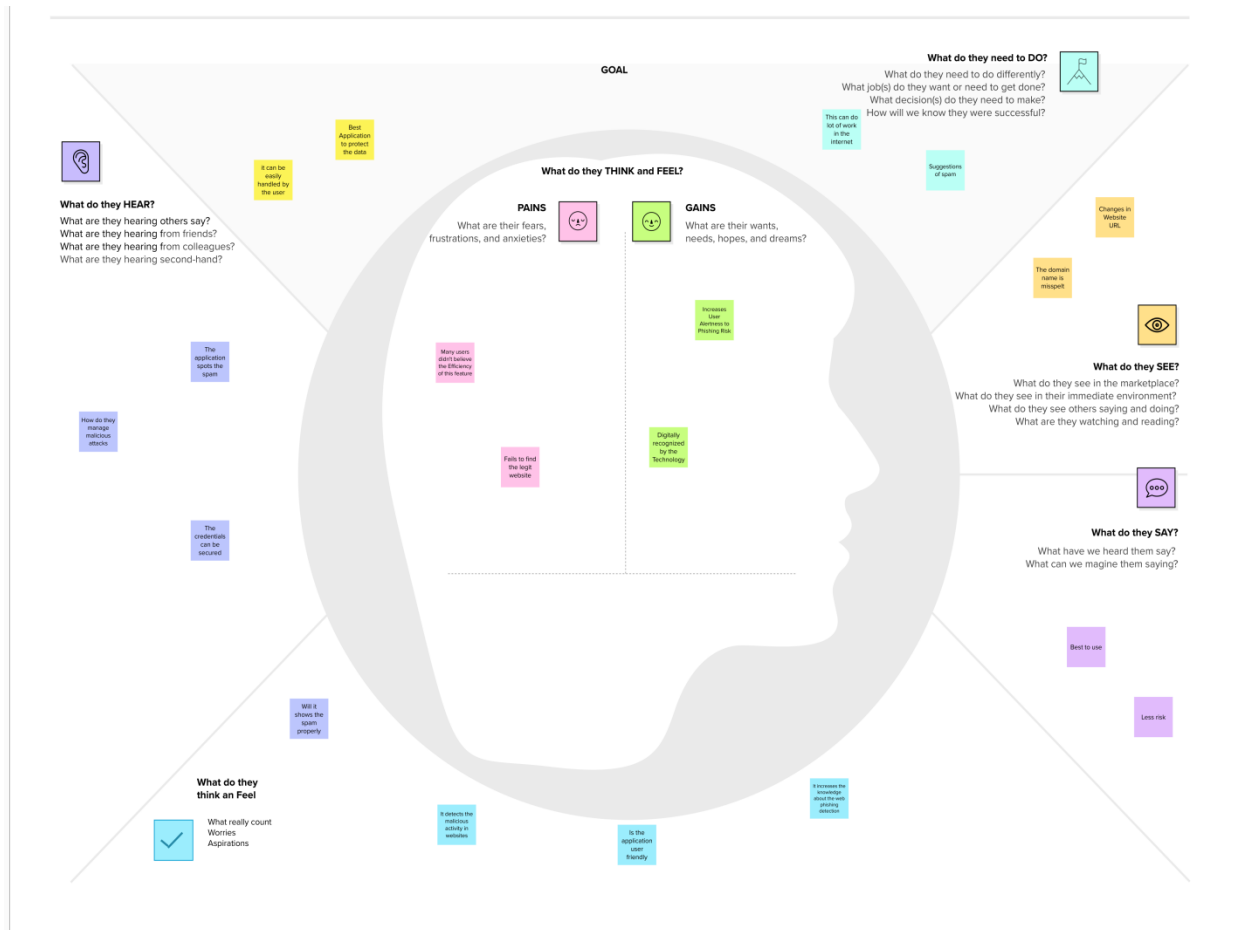 GOAL
What do they need to DO?
What do they need to do differently?
What job(s) do they want or need to get done?
What decision(s) do they need to make?
How will we know they were successful?
This can do
lot of work
in the
internet
Suggestions
of spam
Best
Application
to protect
the data
It can be
easily
handled by
the user
What do they HEAR?
What are they hearing others say?
What are they hearing from friends?
What are they hearing from colleagues?
What are they hearing second-hand?
What do they THINK and FEEL?
PAINS
What are their fears,
frustrations, and anxieties?
GAINS
What are their wants,
needs, hopes, and dreams?
Changes in
Website
URL
The domain
name is
misspelt
What do they SEE?
What do they see in the marketplace?
What do they see in their immediate environment?
What do they see others saying and doing?
What are they watching and reading?
Increases
User
Alertness to
Phishing Risk
Many users
didn't believe
the Efficiency
of this feature
Digitally
recognized
by the
Technology
Fails to find
the legit
website
The
application
spots the
spam
How do they
manage
malicious
attacks
The
credentials
can be
secured
Will it
shows the
spam
properly
What do they SAY?
What have we heard them say?
What can we magine them saying?
Best to use
Less risk
What do they
think an Feel
What really count
Worries
Aspirations
It detects the
malicious
activity in
websites
Is the
application
user
friendly
It increases the
knowledge
about the web
phishing
detection